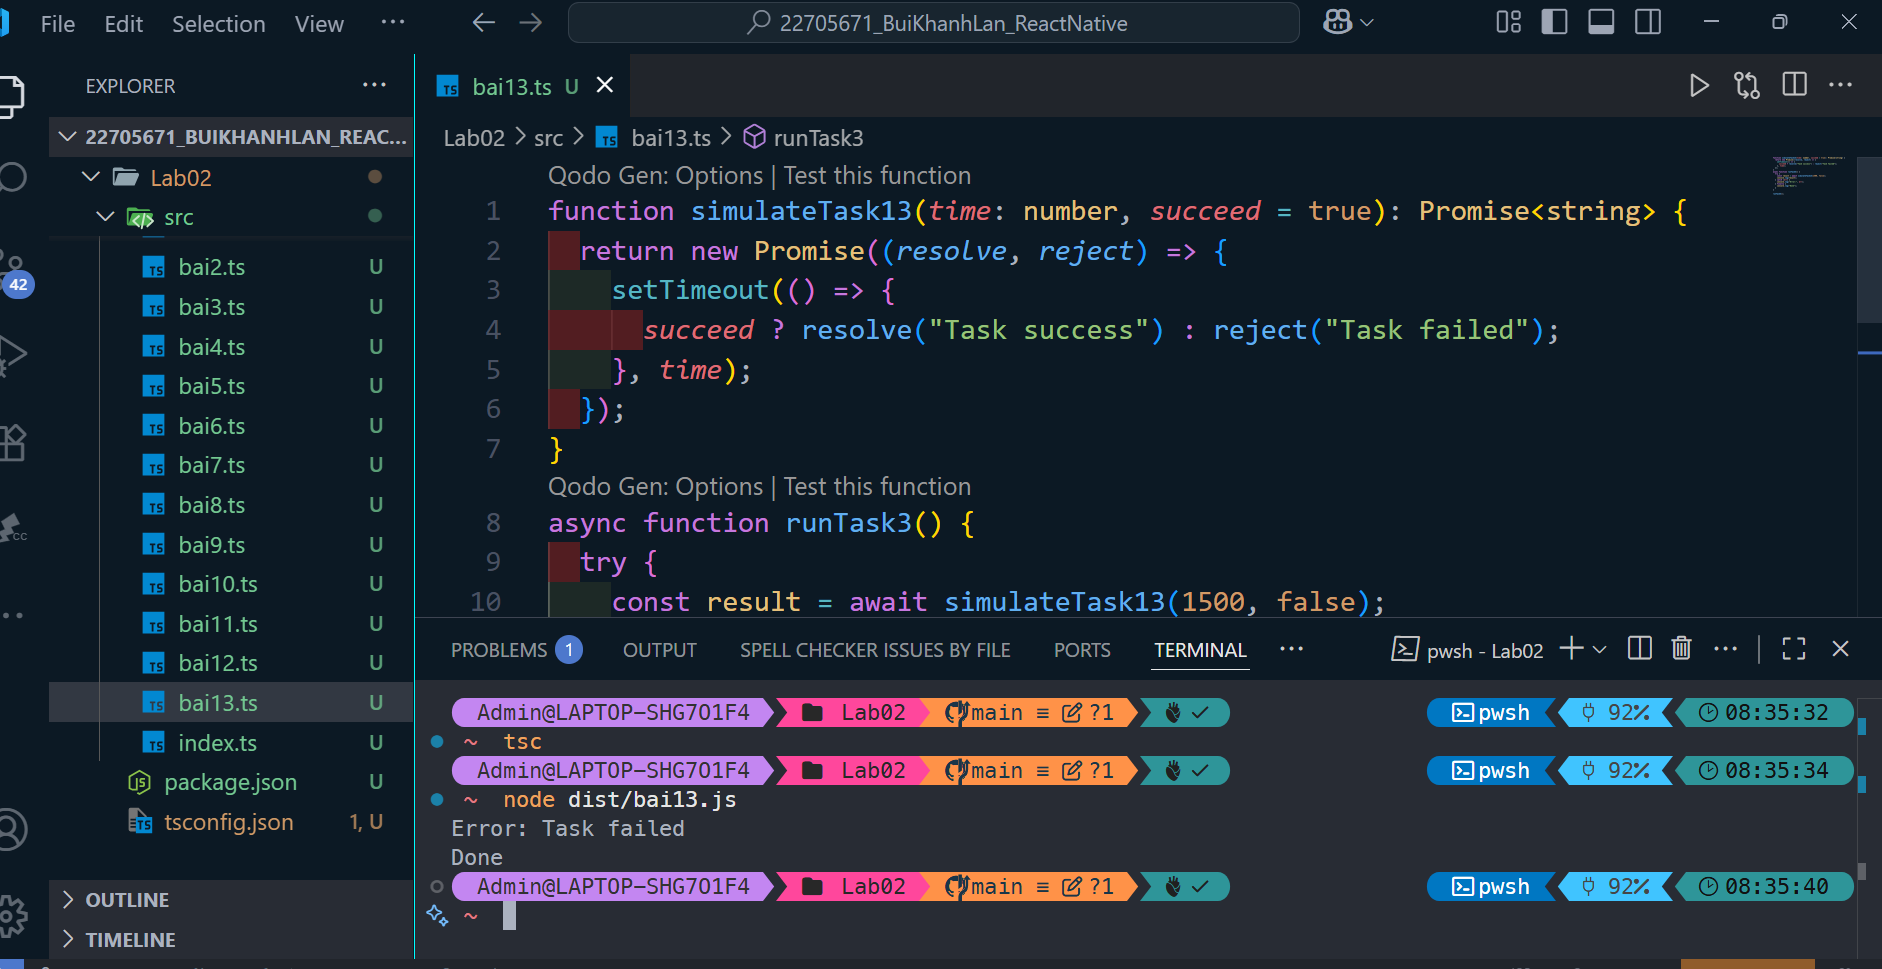 File Edit Selection View ...
22705671_BuiKhanhLan_ReactNative
EXPLORER
22705671_BUIKHANHLAN_REAC...
Lab02
src
bai2.ts U
bai3.ts U
bai4.ts U
bai5.ts U
bai6.ts U
bai7.ts U
bai8.ts U
bai9.ts U
bai10.ts U
bai11.ts U
bai12.ts U
bai13.ts U
index.ts U
package.json U
tsconfig.json 1, U
OUTLINE
TIMELINE
42
CC
bai13.ts U
Lab02 > src > bai13.ts > runTask3
Qodo Gen: Options | Test this function
1 function simulateTask13(time: number, succeed = true): Promise<string> {
2 return new Promise((resolve, reject) => {
3 setTimeout(() => {
4 succeed ? resolve("Task success") : reject("Task failed");
5 }, time);
6 });
7 }
Qodo Gen: Options | Test this function
8 async function runTask3() {
9 try {
10 const result = await simulateTask13(1500, false);
PROBLEMS 1 OUTPUT SPELL CHECKER ISSUES BY FILE PORTS TERMINAL ... pwsh - Lab02
Admin@LAPTOP-SHG7O1F4 Lab02 main ≡ ?1 ✓ pwsh 92% 08:35:32
~ tsc
Admin@LAPTOP-SHG7O1F4 Lab02 main ≡ ?1 ✓ pwsh 92% 08:35:34
~ node dist/bai13.js
Error: Task failed
Done
Admin@LAPTOP-SHG7O1F4 Lab02 main ≡ ?1 ✓ pwsh 92% 08:35:40
~